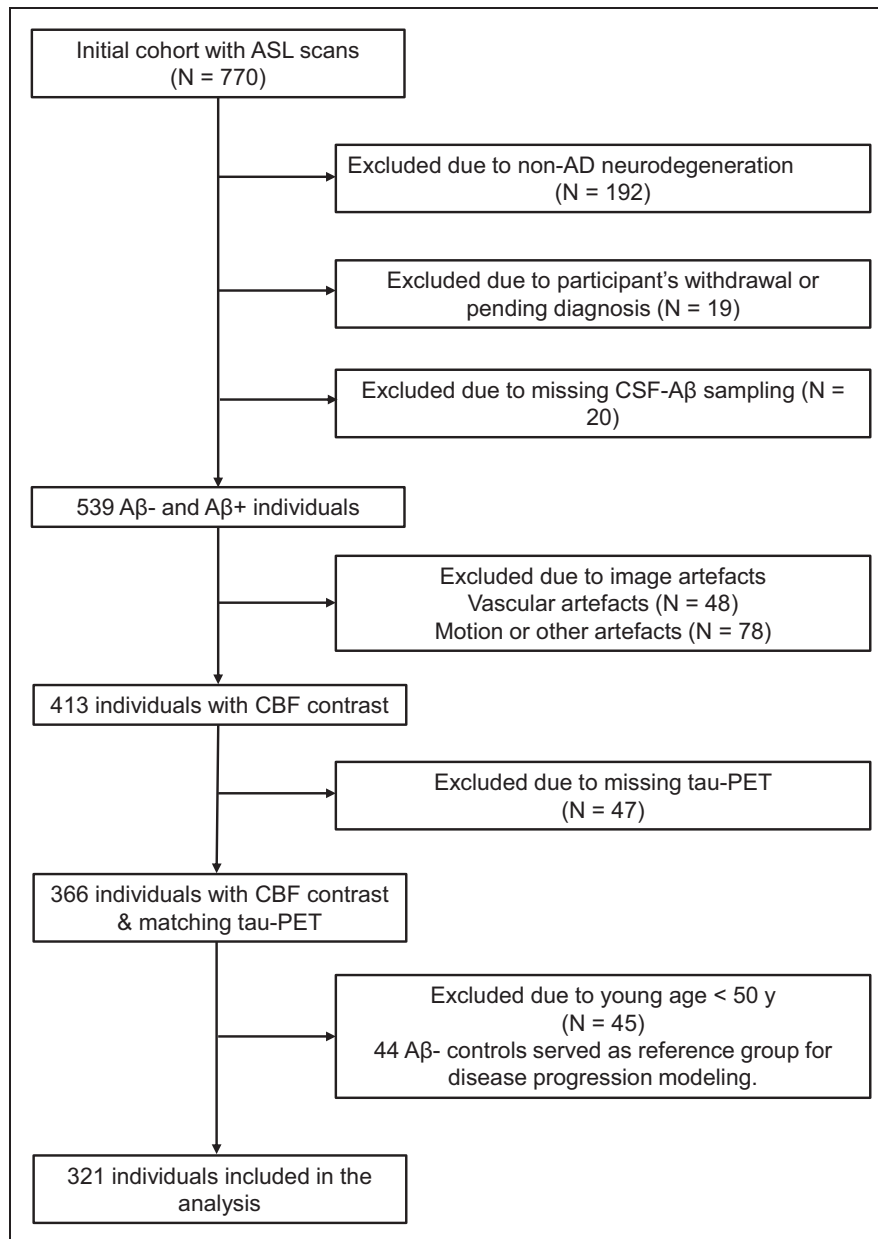 Initial cohort with ASL scans
(N = 770)
Excluded due to non-AD neurodegeneration
(N = 192)
Excluded due to participant's withdrawal or
pending diagnosis (N = 19)
Excluded due to missing CSF-Aβ sampling (N =
20)
539 Aβ- and Aβ+ individuals
Excluded due to image artefacts
Vascular artefacts (N = 48)
Motion or other artefacts (N = 78)
413 individuals with CBF contrast
Excluded due to missing tau-PET
(N = 47)
366 individuals with CBF contrast
& matching tau-PET
Excluded due to young age < 50 y
(N = 45)
44 Aβ- controls served as reference group for
disease progression modeling.
321 individuals included in the
analysis